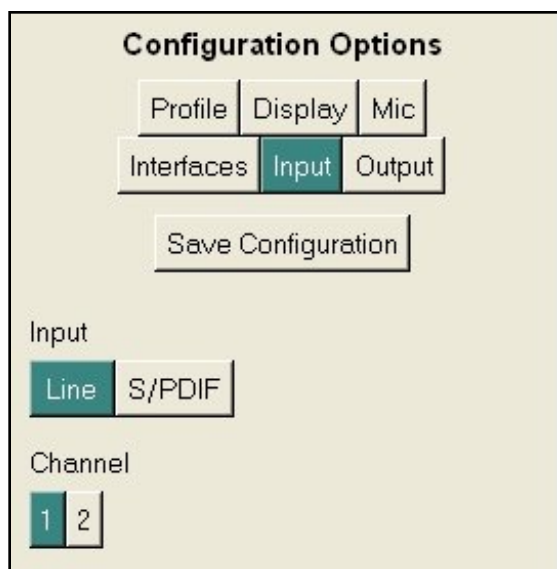 Configuration Options
Profile Display Mic
Interfaces Input Output
Save Configuration
Input
Line S/PDIF
Channel
1 2